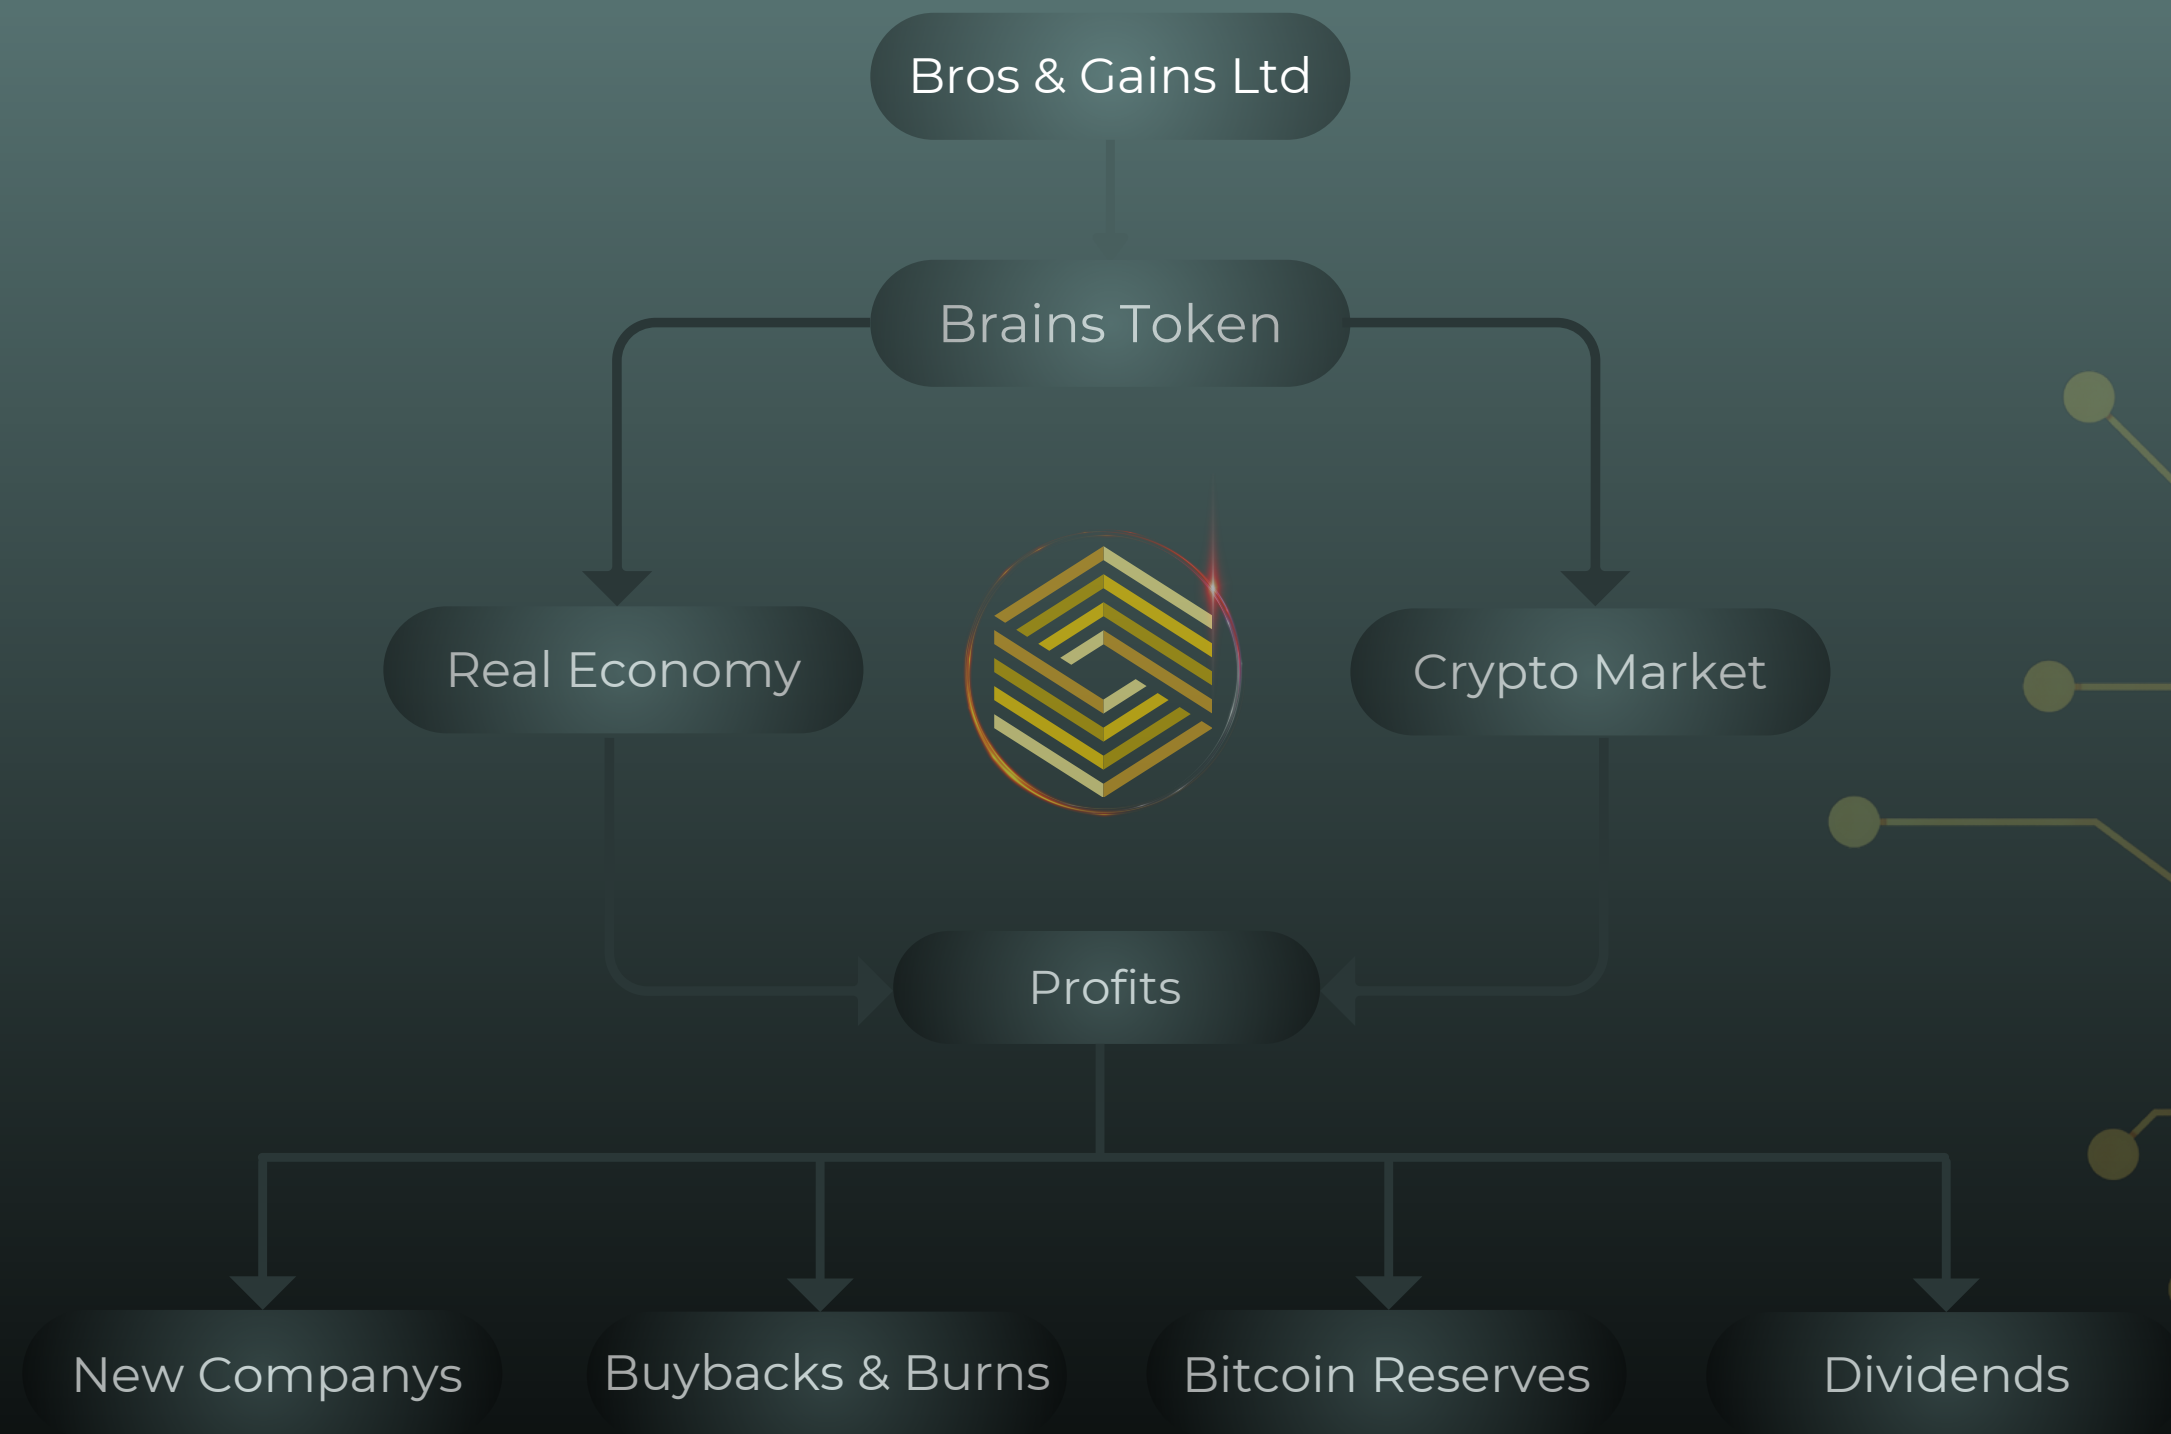 Bros & Gains Ltd
Brains Token
Real Economy
Crypto Market
Profits
New Companys
Buybacks & Burns
Bitcoin Reserves
Dividends